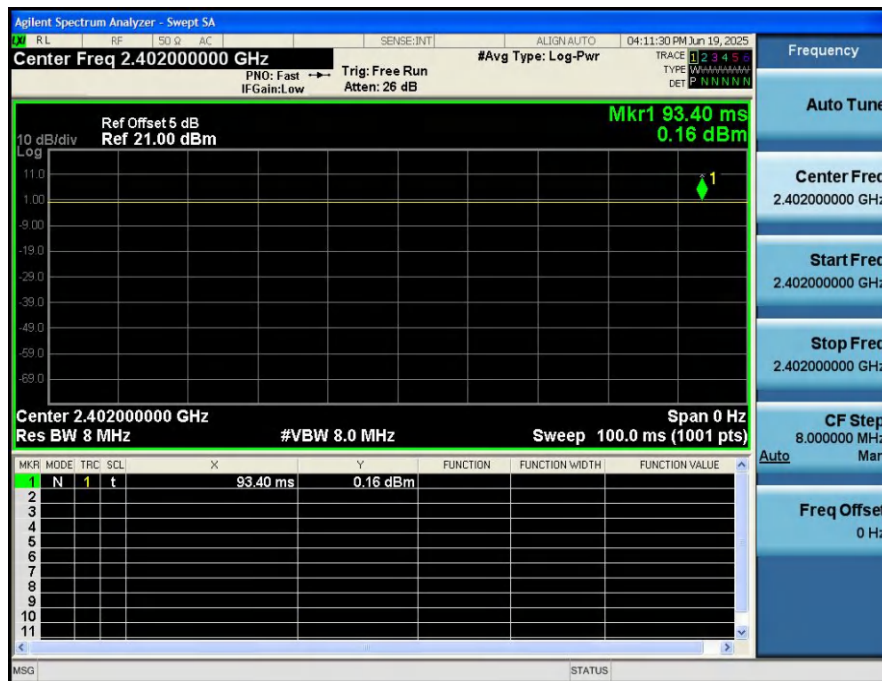 Agilent Spectrum Analyzer - Swept SA
LXI RL RF 50 Ω AC SENSE:INT ALIGN AUTO 04:11:30 PM Jun 19, 2025
Center Freq 2.402000000 GHz
PNO: Fast
IFGain:Low
Trig: Free Run
Atten: 26 dB
#Avg Type: Log-Pwr
TRACE 1 2 3 4 5 6
TYPE W
DET P N N N N N
Mkr1 93.40 ms
0.16 dBm
Ref Offset 5 dB
10 dB/div Ref 21.00 dBm
Log
11.0
1.00
-9.00
-19.0
-29.0
-39.0
-49.0
-59.0
-69.0
1
Center 2.402000000 GHz Span 0 Hz
Res BW 8 MHz #VBW 8.0 MHz Sweep 100.0 ms (1001 pts)
MKR MODE TRC SCL X Y FUNCTION FUNCTION WIDTH FUNCTION VALUE
1 N 1 t 93.40 ms 0.16 dBm
2
3
4
5
6
7
8
9
10
11
MSG STATUS
Frequency
Auto Tune
Center Freq
2.402000000 GHz
Start Freq
2.402000000 GHz
Stop Freq
2.402000000 GHz
CF Step
8.000000 MHz
Auto Man
Freq Offset
0 Hz